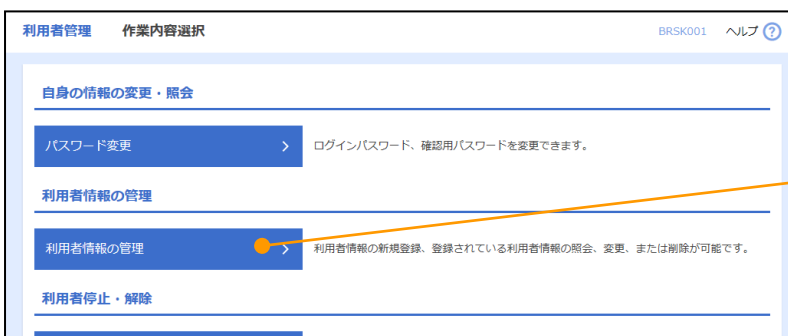 利用者管理 作業内容選択 BRSK001 ヘルプ ?
自身の情報の変更・照会
パスワード変更 ログインパスワード、確認用パスワードを変更できます。
利用者情報の管理
利用者情報の管理 利用者情報の新規登録、登録されている利用者情報の照会、変更、または削除が可能です。
利用者停止・解除